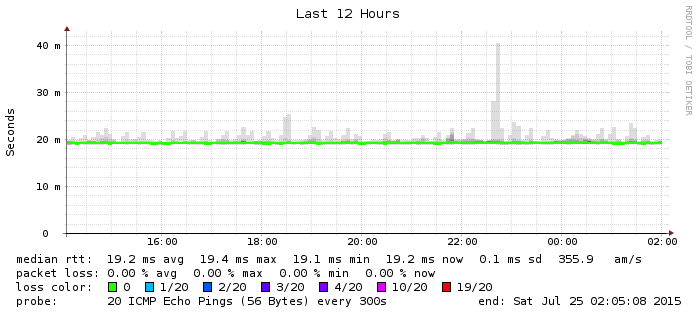 Last 12 Hours
RRDTOOL / TOBI OETIKER
Seconds
40 m
30 m
20 m
10 m
0
16:00 18:00 20:00 22:00 00:00 02:00
median rtt: 19.2 ms avg 19.4 ms max 19.1 ms min 19.2 ms now 0.1 ms sd 355.9 am/s
packet loss: 0.00 % avg 0.00 % max 0.00 % min 0.00 % now
loss color: 0 1/20 2/20 3/20 4/20 10/20 19/20
probe: 20 ICMP Echo Pings (56 Bytes) every 300s end: Sat Jul 25 02:05:08 2015